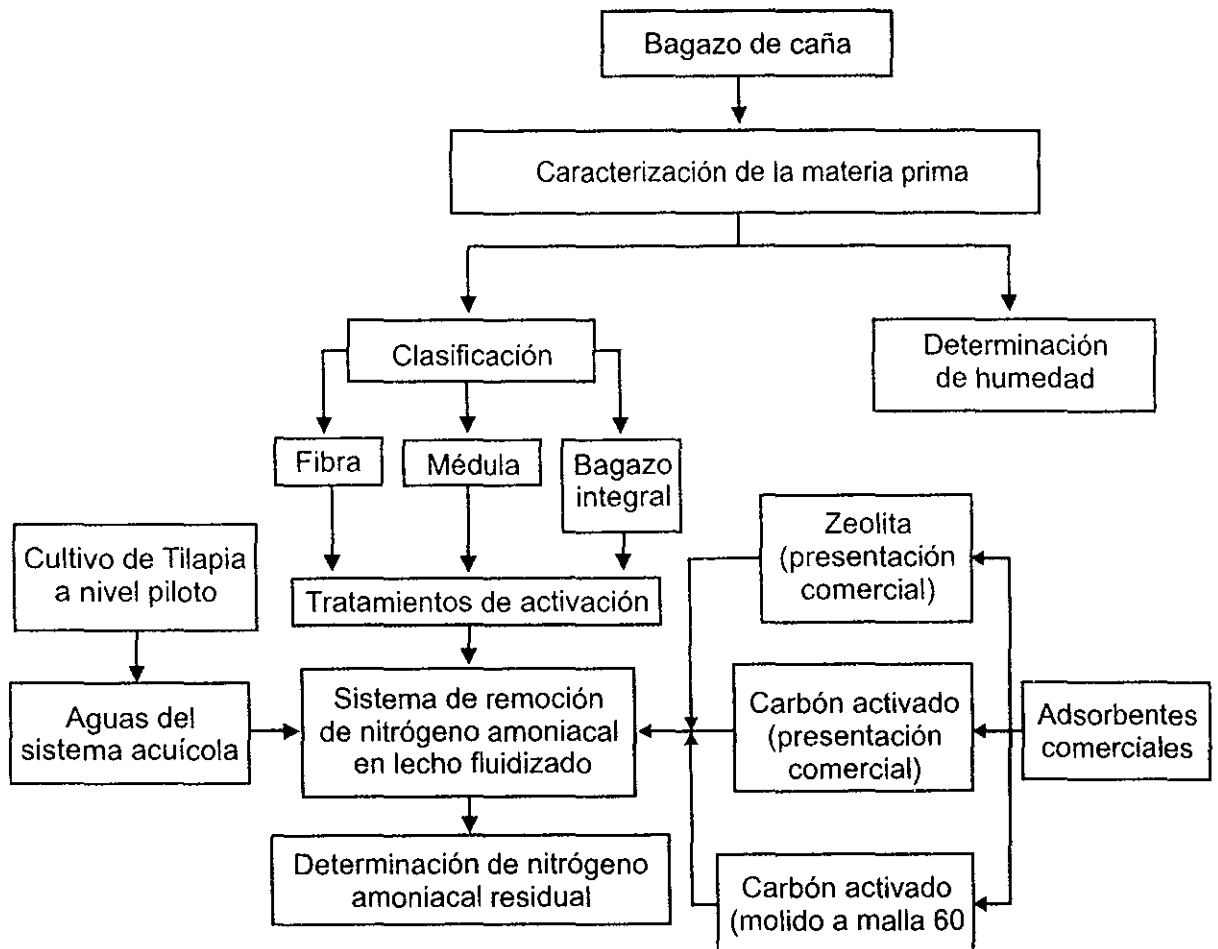 Bagazo de caña
Caracterización de la materia prima
Clasificación
Determinación
de humedad
Fibra
Médula
Bagazo
integral
Cultivo de Tilapia
a nivel piloto
Tratamientos de activación
Zeolita
(presentación
comercial)
Aguas del
sistema acuícola
Sistema de remoción
de nitrógeno amoniacal
en lecho fluidizado
Carbón activado
(presentación
comercial)
Adsorbentes
comerciales
Determinación de nitrógeno
amoniacal residual
Carbón activado
(molido a malla 60